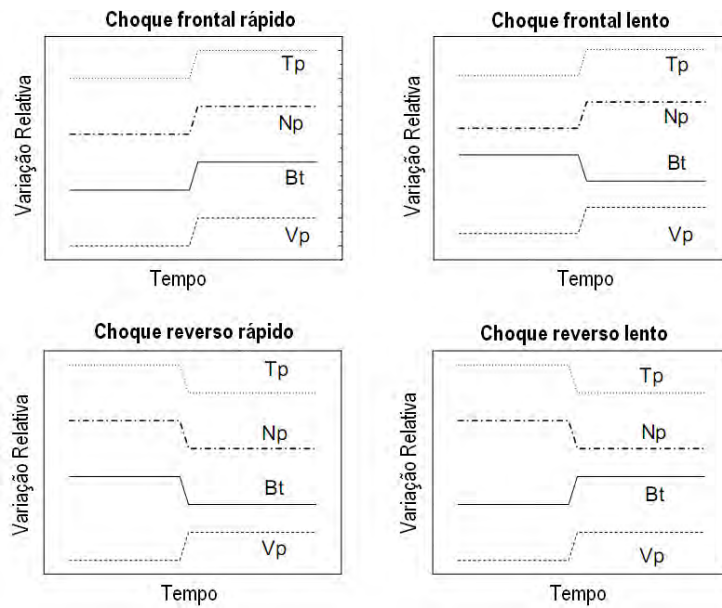 Choque frontal rápido
Variação Relativa
Tp
Np
Bt
Vp
Tempo
Choque frontal lento
Variação Relativa
Tp
Np
Bt
Vp
Tempo
Choque reverso rápido
Variação Relativa
Tp
Np
Bt
Vp
Tempo
Choque reverso lento
Variação Relativa
Tp
Np
Bt
Vp
Tempo